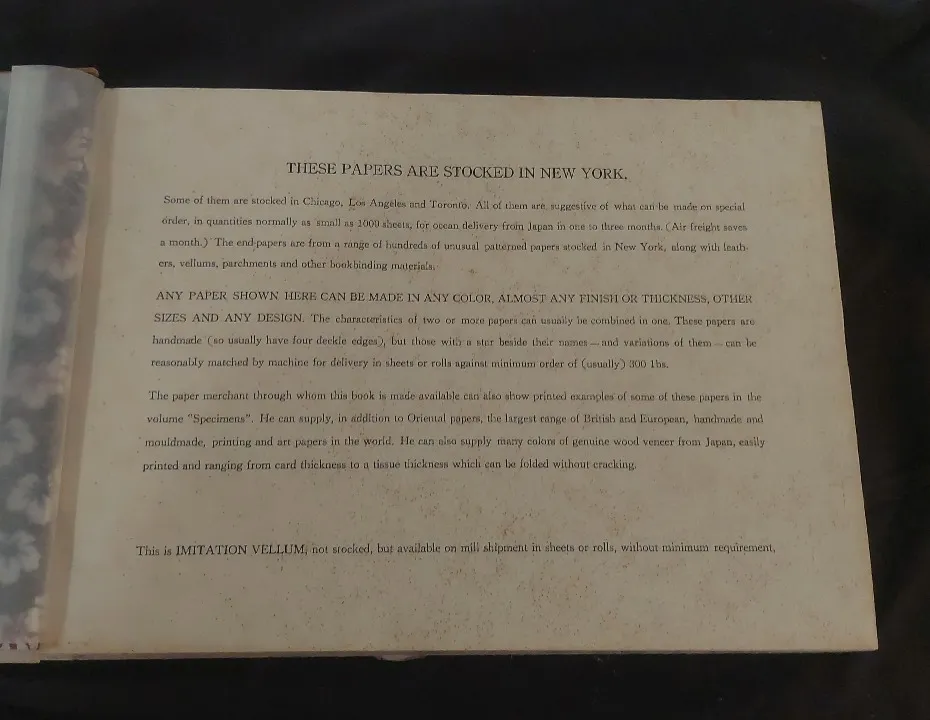 THESE PAPERS ARE STOCKED IN NEW YORK.
Some of them are stocked in Chicago, Los Angeles and Toronto. All of them are suggestive of what can be made on special
order, in quantities normally as small as 1000 sheets, for ocean delivery from Japan in one to three months. (Air freight saves
a month.) The end-papers are from a range of hundreds of unusual patterned papers stocked in New York, along with leath-
ers, vellums, parchments and other bookbinding materials.
ANY PAPER SHOWN HERE CAN BE MADE IN ANY COLOR, ALMOST ANY FINISH OR THICKNESS, OTHER
SIZES AND ANY DESIGN. The characteristics of two or more papers can usually be combined in one. These papers are
handmade (so usually have four deckle edges), but those with a star beside their names — and variations of them — can be
reasonably matched by machine for delivery in sheets or rolls against minimum order of (usually) 300 lbs.
The paper merchant through whom this book is made available can also show printed examples of some of these papers in the
volume "Specimens". He can supply, in addition to Oriental papers, the largest range of British and European, handmade and
mouldmade, printing and art papers in the world. He can also supply many colors of genuine wood veneer from Japan, easily
printed and ranging from card thickness to a tissue thickness which can be folded without cracking.
This is IMITATION VELLUM, not stocked, but available on mill shipment in sheets or rolls, without minimum requirement,